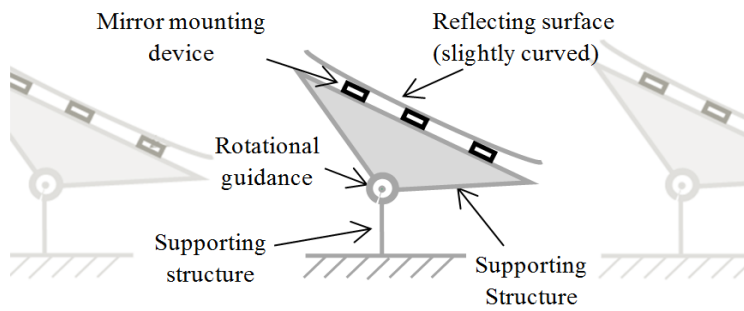 Mirror mounting
device
Reflecting surface
(slightly curved)
Rotational
guidance
Supporting
structure
Supporting
Structure